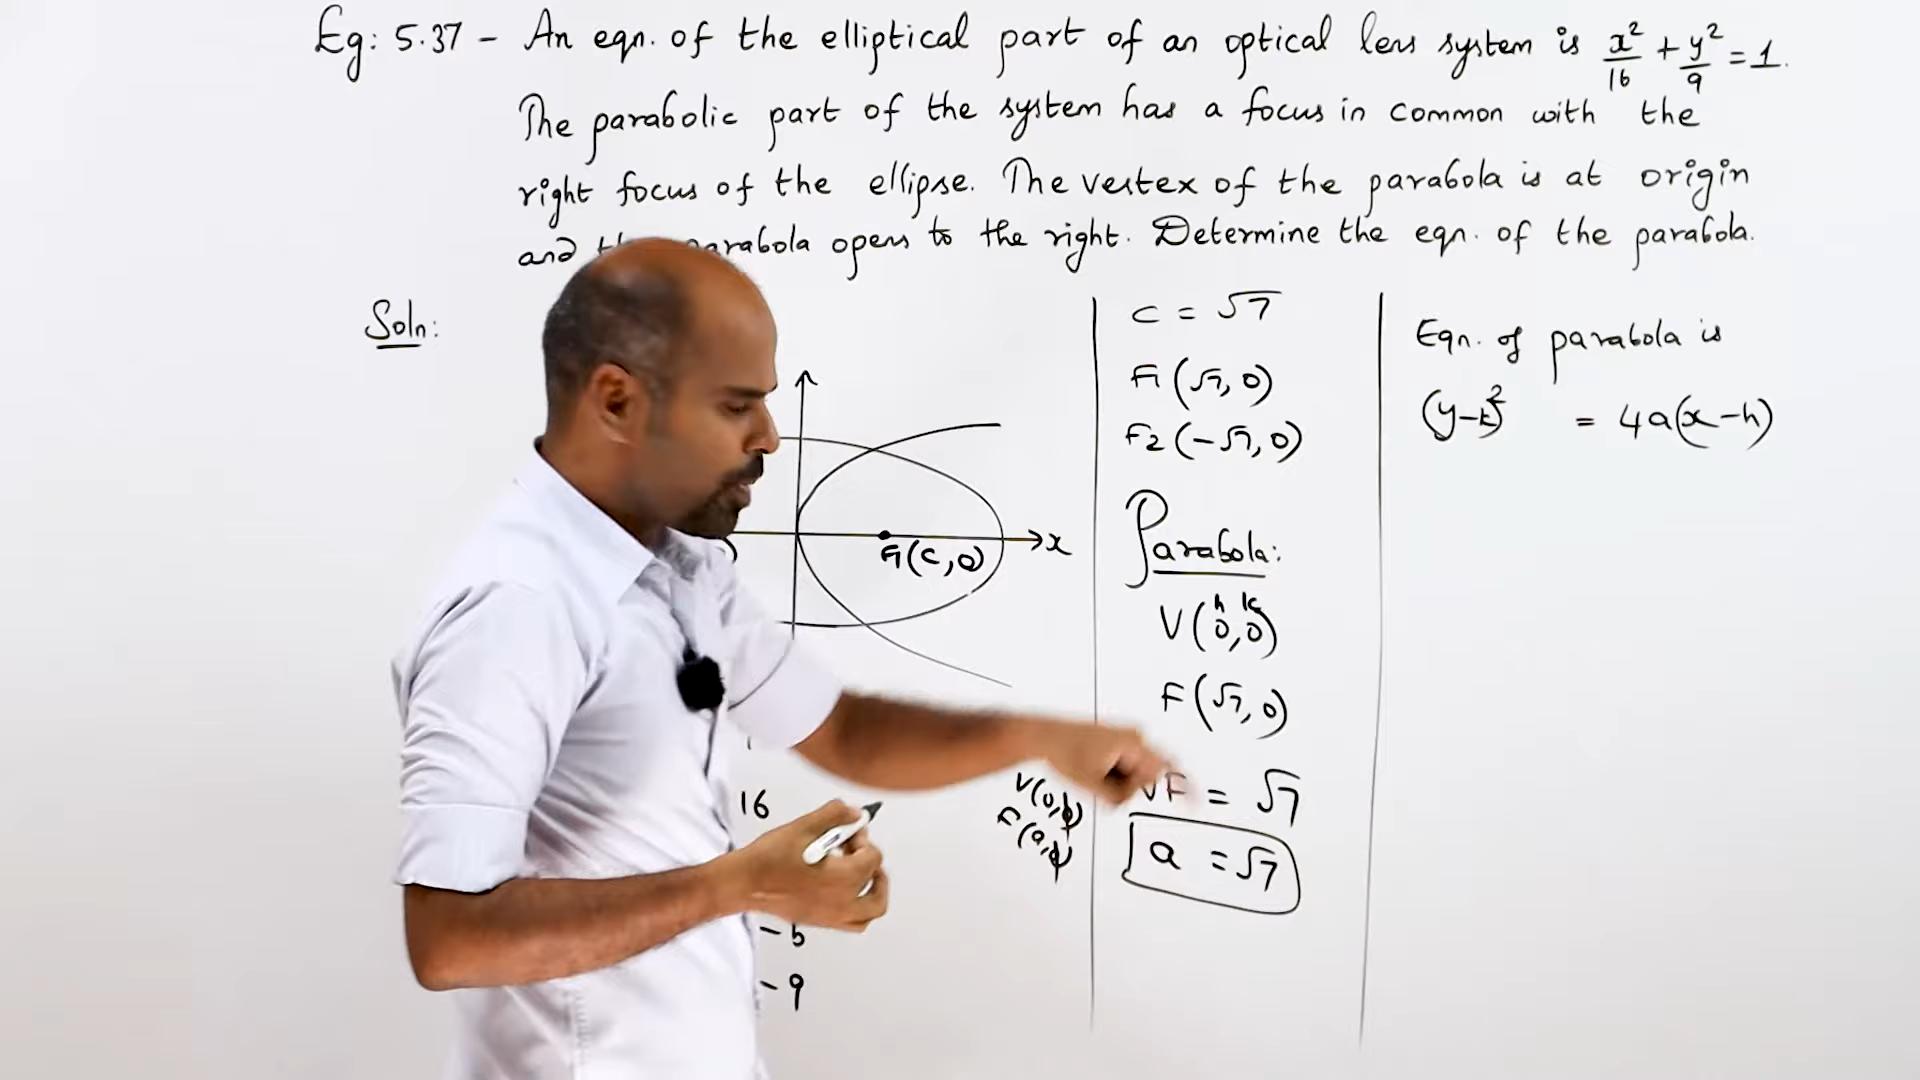 Eg: 5.37 - An eqn. of the elliptical part of an optical lens system is x²/16 + y²/9 = 1.
The parabolic part of the system has a focus in common with the
right focus of the ellipse. The vertex of the parabola is at origin
and parabola opens to the right. Determine the eqn. of the parabola.
Soln:
x
F1(c,0)
16
- b
- 9
V(0,0)
F(a,0)
c = √7
F1 (√7, 0)
F2 (-√7, 0)
Parabola:
h k
V(0,0)
F(√7, 0)
VF = √7
a = √7
Eqn. of parabola is
(y-k)² = 4a(x-h)